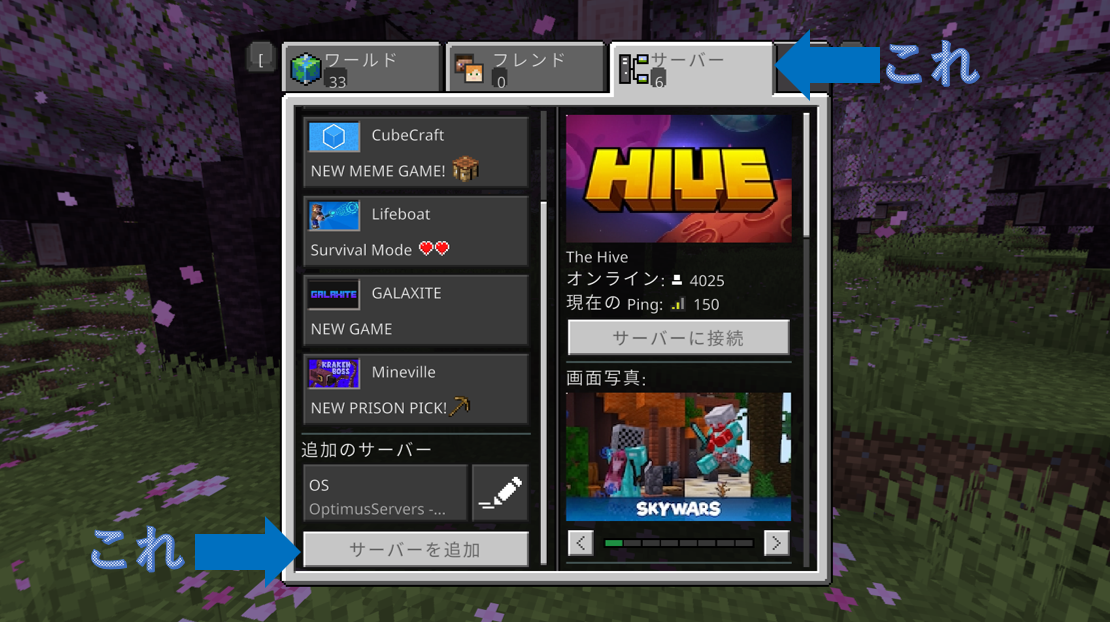 [
ワールド
33
フレンド
0
サーバー
6
これ
CubeCraft
NEW MEME GAME!
Lifeboat
Survival Mode
GALAXITE
GALAXITE
NEW GAME
KRAKEN
BOSS
Mineville
NEW PRISON PICK!
追加のサーバー
OS
OptimusServers -...
サーバーを追加
これ
HIVE
The Hive
オンライン: 4025
現在の Ping: 150
サーバーに接続
画面写真:
SKYWARS